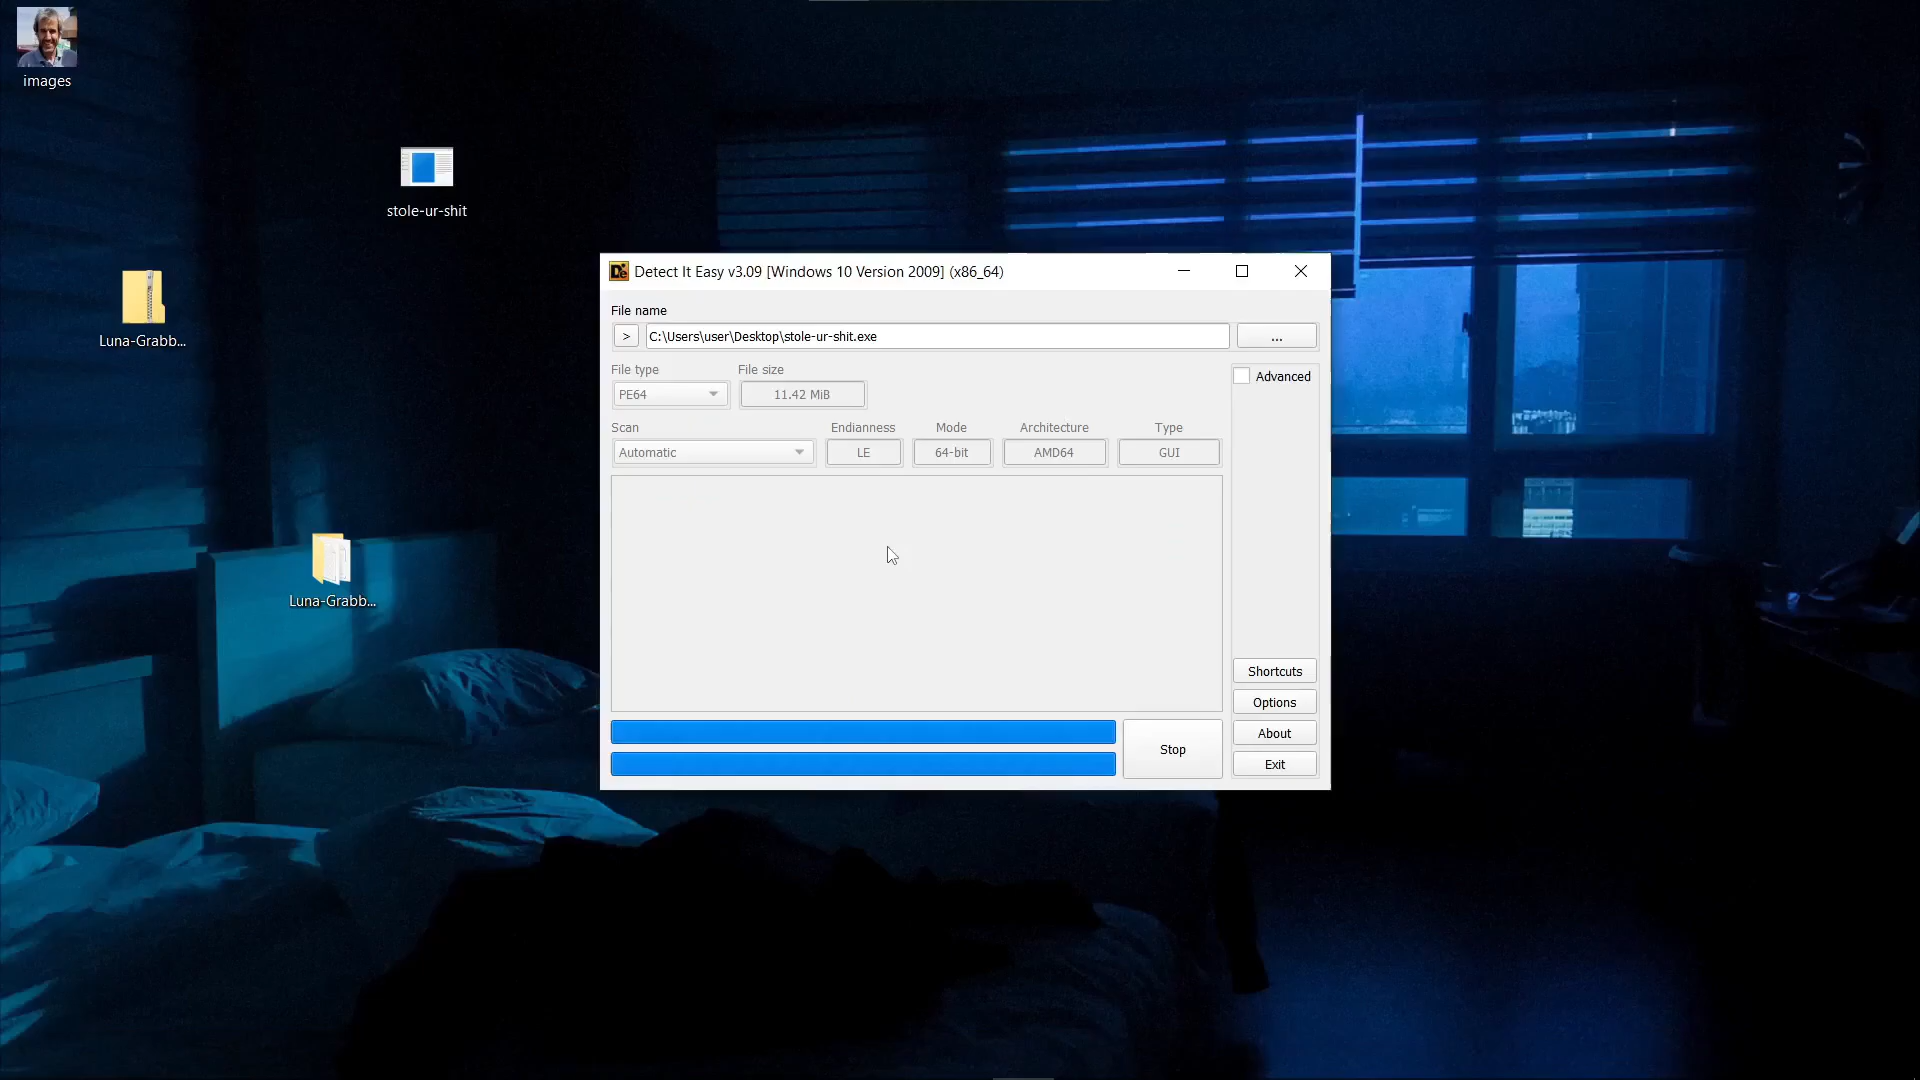 images
stole-ur-shit
Luna-Grabb...
Luna-Grabb...
Detect It Easy v3.09 [Windows 10 Version 2009] (x86_64)
File name
> C:\Users\user\Desktop\stole-ur-shit.exe ...
File type File size
PE64 11.42 MiB
Advanced
Scan Endianness Mode Architecture Type
Automatic LE 64-bit AMD64 GUI
Shortcuts
Options
About
Stop
Exit